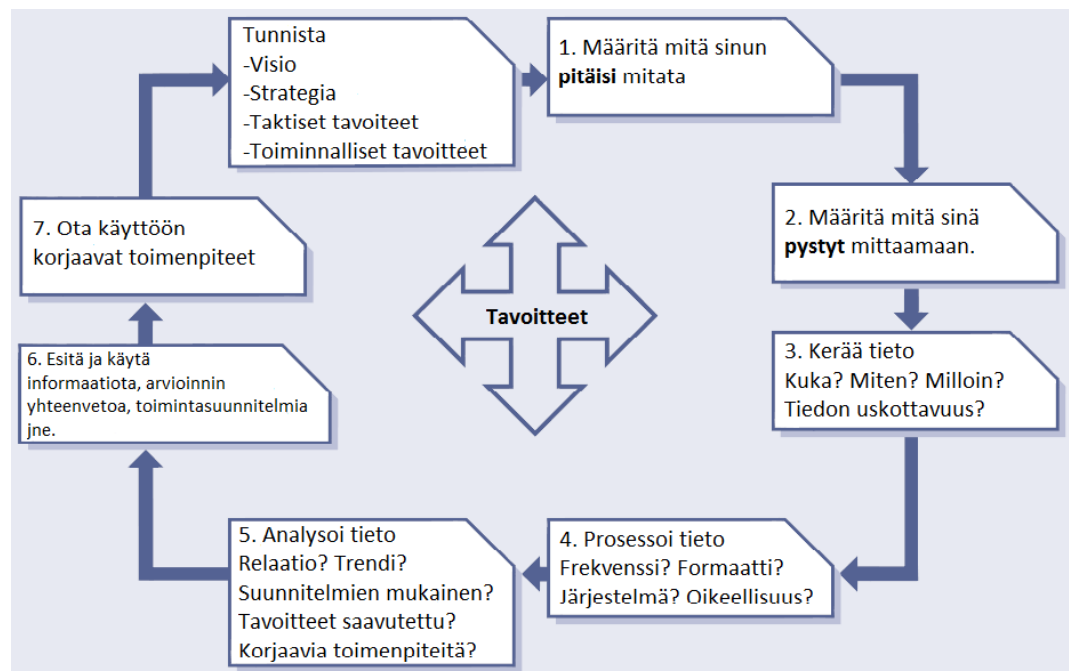 Tunnista
-Visio
-Strategia
-Taktiset tavoiteet
-Toiminnalliset tavoitteet
1. Määritä mitä sinun
pitäisi mitata
2. Määritä mitä sinä
pystyt mittaamaan.
3. Kerää tieto
Kuka? Miten? Milloin?
Tiedon uskottavuus?
4. Prosessoi tieto
Frekvenssi? Formaatti?
Järjestelmä? Oikeellisuus?
5. Analysoi tieto
Relaatio? Trendi?
Suunnitelmien mukainen?
Tavoitteet saavutettu?
Korjaavia toimenpiteitä?
6. Esitä ja käytä
informaatiota, arvioinnin
yhteenvetoa, toimintasuunnitelmia
jne.
7. Ota käyttöön
korjaavat toimenpiteet
Tavoitteet